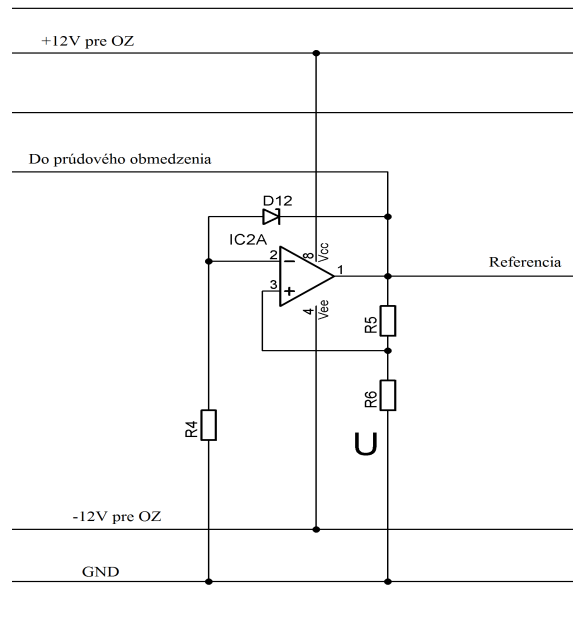 +12V pre OZ
Do prúdového obmedzenia
D12
IC2A
2
8
Vcc
1
Referencia
3
4
Vee
R5
R6
R4
U
-12V pre OZ
GND